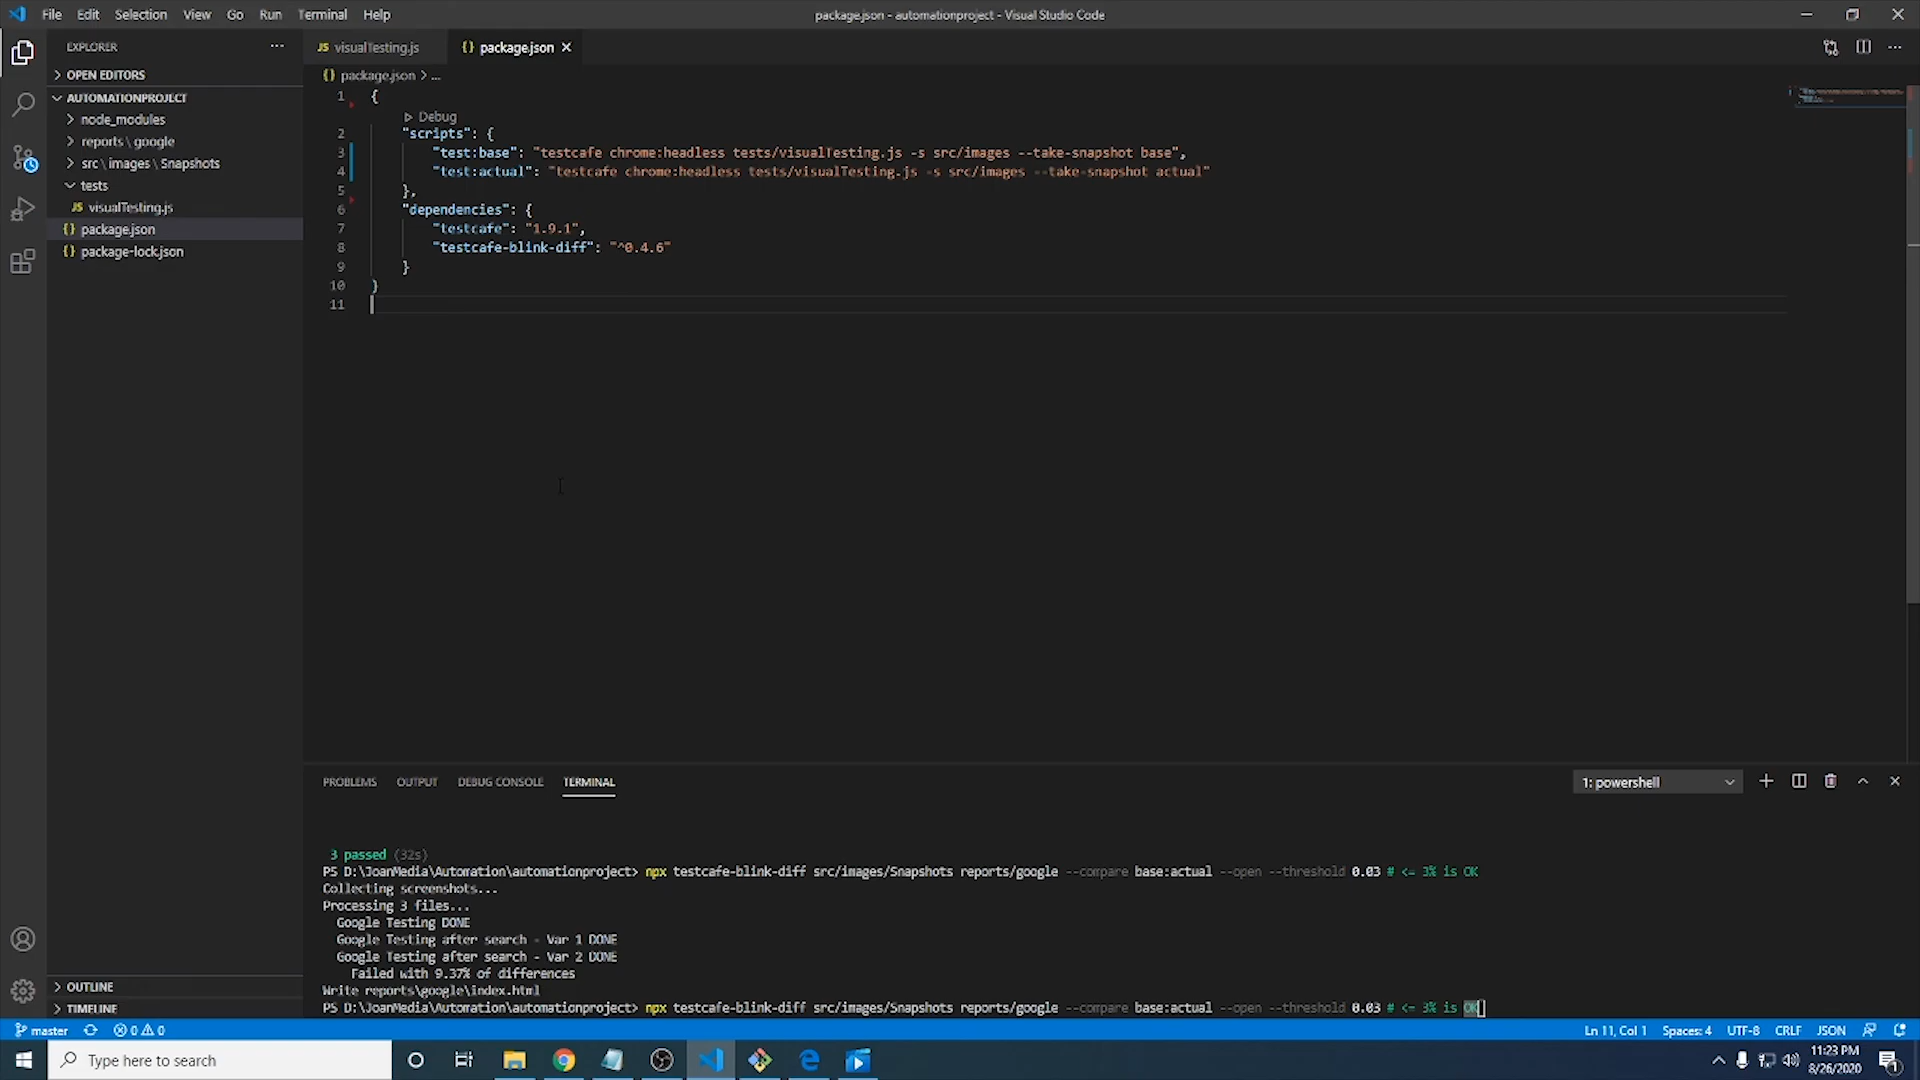 File Edit Selection View Go Run Terminal Help
package.json - automationproject - Visual Studio Code
EXPLORER
OPEN EDITORS
AUTOMATIONPROJECT
node_modules
reports \ google
src \ images \ Snapshots
tests
JS visualTesting.js
{} package.json
{} package-lock.json
OUTLINE
TIMELINE
JS visualTesting.js
{} package.json
{} package.json > ...
1 {
Debug
2 "scripts": {
3 "test:base": "testcafe chrome:headless tests/visualTesting.js -s src/images --take-snapshot base",
4 "test:actual": "testcafe chrome:headless tests/visualTesting.js -s src/images --take-snapshot actual"
5 },
6 "dependencies": {
7 "testcafe": "1.9.1",
8 "testcafe-blink-diff": "^0.4.6"
9 }
10 }
11
PROBLEMS OUTPUT DEBUG CONSOLE TERMINAL
1: powershell
3 passed (32s)
PS D:\JoanMedia\Automation\automationproject> npx testcafe-blink-diff src/images/Snapshots reports/google --compare base:actual --open --threshold 0.03 # <= 3% is OK
Collecting screenshots...
Processing 3 files...
Google Testing DONE
Google Testing after search - Var 1 DONE
Google Testing after search - Var 2 DONE
Failed with 9.37% of differences
Write reports\google\index.html
PS D:\JoanMedia\Automation\automationproject> npx testcafe-blink-diff src/images/Snapshots reports/google --compare base:actual --open --threshold 0.03 # <= 3% is OK
master 0 0
Ln 11, Col 1 Spaces: 4 UTF-8 CRLF JSON
Type here to search
11:23 PM
8/26/2020
1